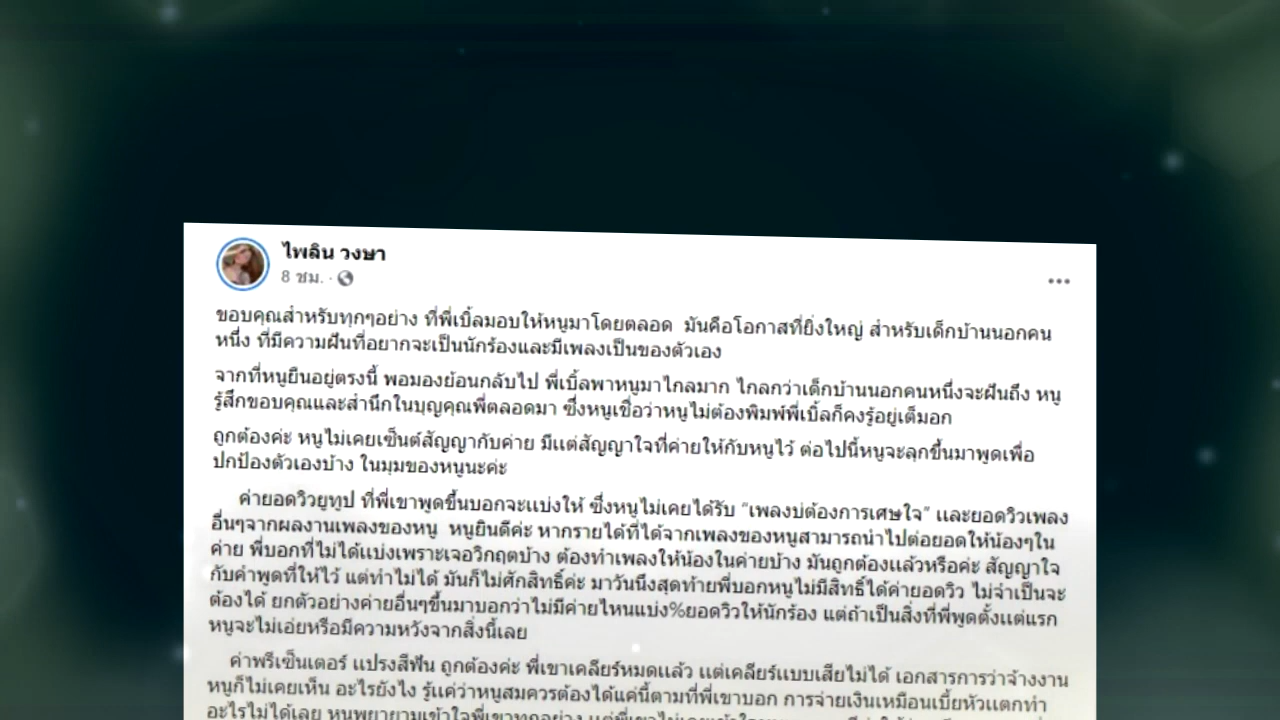 ไพลิน วงษา
8 ชม. ·
ขอบคุณสำหรับทุกๆอย่าง ที่พี่เบิ้ลมอบให้หนูมาโดยตลอด มันคือโอกาสที่ยิ่งใหญ่ สำหรับเด็กบ้านนอกคน
หนึ่ง ที่มีความฝันที่อยากจะเป็นนักร้องและมีเพลงเป็นของตัวเอง
จากที่หนูยืนอยู่ตรงนี้ พอมองย้อนกลับไป พี่เบิ้ลพาหนูมาไกลมาก ไกลกว่าเด็กบ้านนอกคนหนึ่งจะฝันถึง หนู
รู้สึกขอบคุณและสำนึกในบุญคุณพี่ตลอดมา ซึ่งหนูเชื่อว่าหนูไม่ต้องพิมพ์พี่เบิ้ลก็คงรู้อยู่เต็มอก
ถูกต้องค่ะ หนูไม่เคยเซ็นต์สัญญากับค่าย มีแต่สัญญาใจที่ค่ายให้กับหนูไว้ ต่อไปนี้หนูจะลุกขึ้นมาพูดเพื่อ
ปกป้องตัวเองบ้าง ในมุมของหนูนะค่ะ
ค่ายอดวิวยูทูป ที่พี่เขาพูดขึ้นบอกจะแบ่งให้ ซึ่งหนูไม่เคยได้รับ “เพลงบ่ต้องการเศษใจ” และยอดวิวเพลง
อื่นๆจากผลงานเพลงของหนู หนูยินดีค่ะ หากรายได้ที่ได้จากเพลงของหนูสามารถนำไปต่อยอดให้น้องๆใน
ค่าย พี่บอกที่ไม่ได้แบ่งเพราะเจอวิกฤตบ้าง ต้องทำเพลงให้น้องในค่ายบ้าง มันถูกต้องแล้วหรือค่ะ สัญญาใจ
กับคำพูดที่ให้ไว้ แต่ทำไม่ได้ มันก็ไม่ศักสิทธิ์ค่ะ มาวันนึงสุดท้ายพี่บอกหนูไม่มีสิทธิ์ได้ค่ายอดวิว ไม่จำเป็นจะ
ต้องได้ ยกตัวอย่างค่ายอื่นๆขึ้นมาบอกว่าไม่มีค่ายไหนแบ่ง%ยอดวิวให้นักร้อง แต่ถ้าเป็นสิ่งที่พี่พูดตั้งแต่แรก
หนูจะไม่เอ่ยหรือมีความหวังจากสิ่งนี้เลย
ค่าพรีเซ็นเตอร์ แปรงสีฟัน ถูกต้องค่ะ พี่เขาเคลียร์หมดแล้ว แต่เคลียร์แบบเสียไม่ได้ เอกสารการว่าจ้างงาน
หนูก็ไม่เคยเห็น อะไรยังไง รู้แค่ว่าหนูสมควรต้องได้แค่นี้ตามที่พี่เขาบอก การจ่ายเงินเหมือนเบี้ยหัวแตกทำ
อะไรไม่ได้เลย หนูพยายามเข้าใจพี่เขาทุกอย่าง